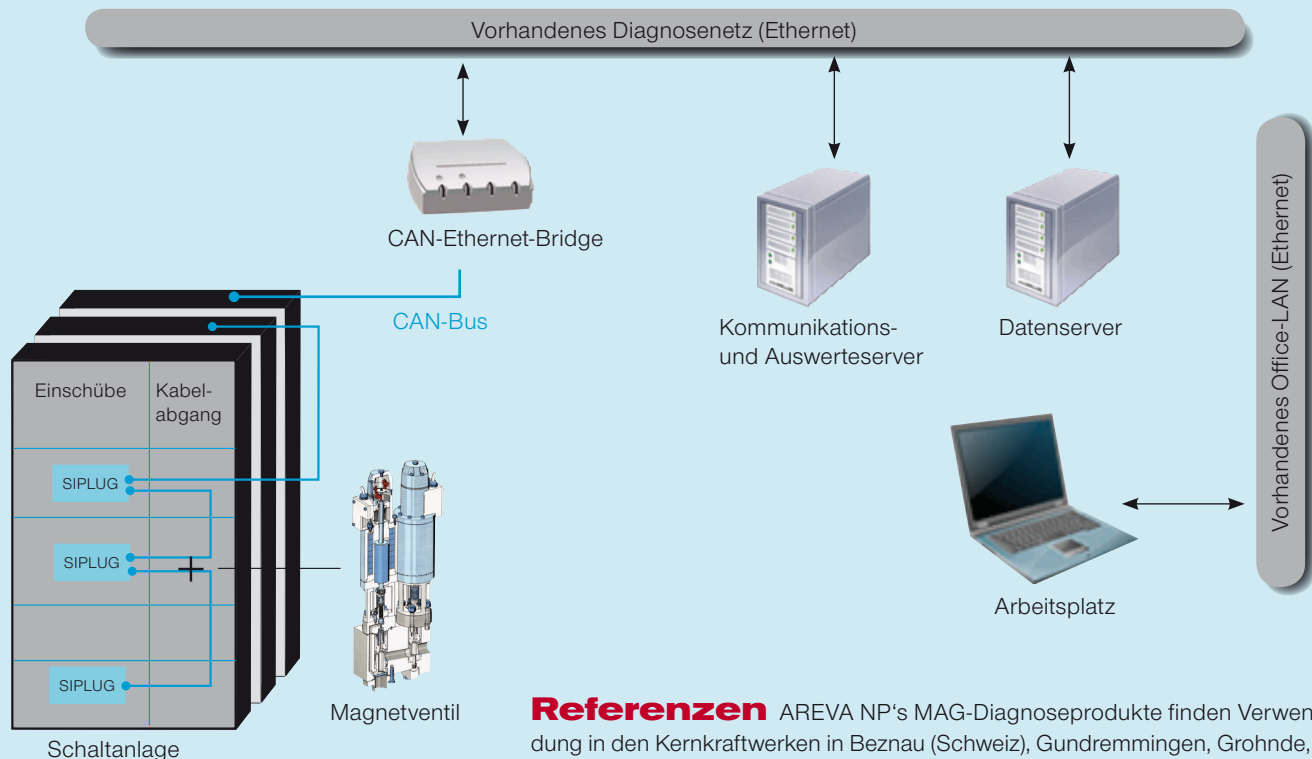 Vorhandenes Diagnosenetz (Ethernet)
CAN-Ethernet-Bridge
CAN-Bus
Kommunikations-
und Auswerteserver
Datenserver
Vorhandenes Office-LAN (Ethernet)
Einschübe
Kabel-
abgang
SIPLUG
SIPLUG
SIPLUG
Schaltanlage
Magnetventil
Arbeitsplatz
Referenzen AREVA NP‘s MAG-Diagnoseprodukte finden Verwen
dung in den Kernkraftwerken in Beznau (Schweiz), Gundremmingen, Grohnde,